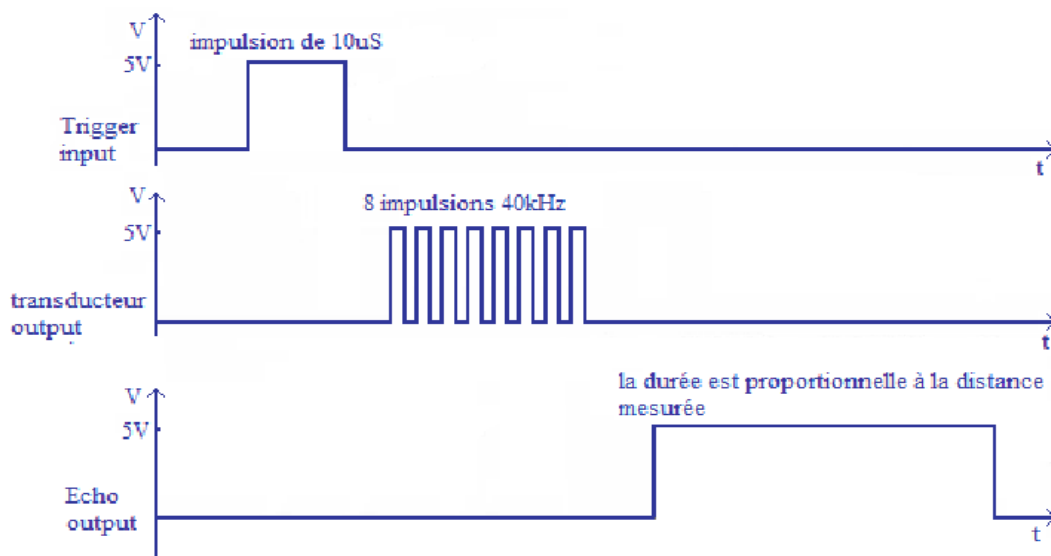 V
impulsion de 10uS
5V
Trigger
input
t
V
8 impulsions 40kHz
5V
transducteur
output
t
la durée est proportionnelle à la distance
mesurée
V
5V
Echo
output
t